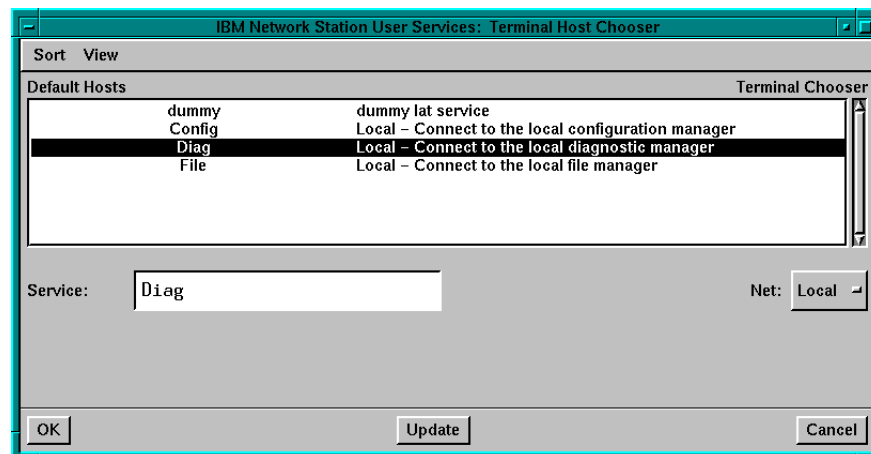 IBM Network Station User Services: Terminal Host Chooser
Sort View
Default Hosts Terminal Chooser
dummy dummy lat service
Config Local – Connect to the local configuration manager
Diag Local – Connect to the local diagnostic manager
File Local – Connect to the local file manager
Service: Diag Net: Local
OK Update Cancel